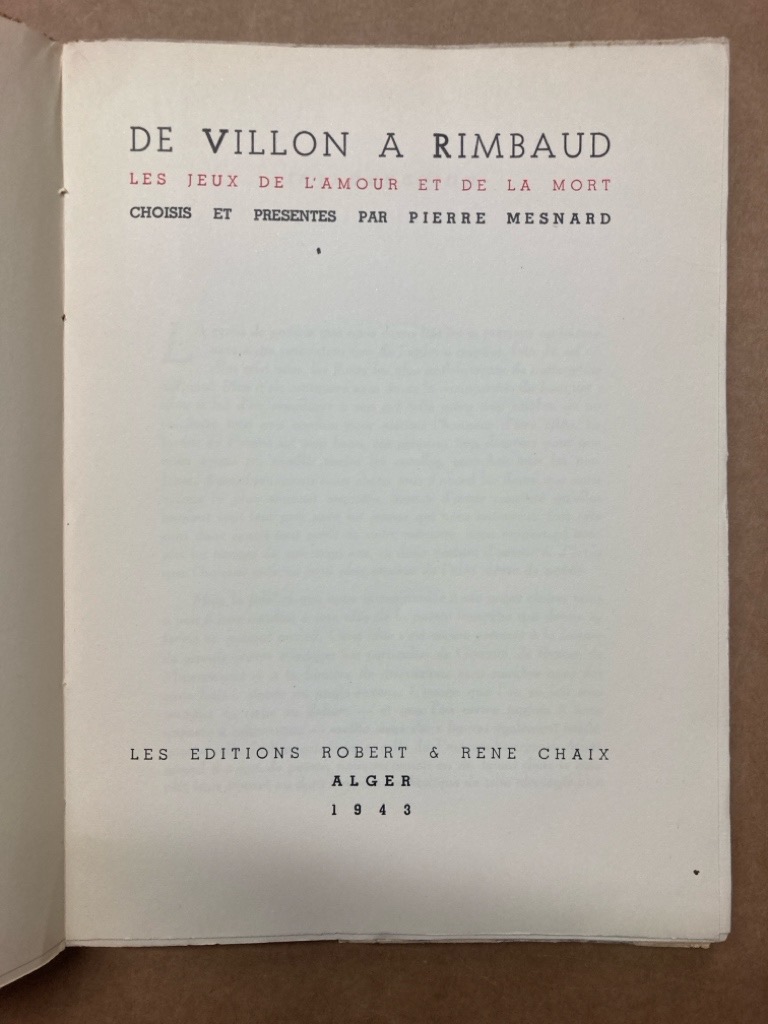 DE VILLON A RIMBAUD
LES JEUX DE L'AMOUR ET DE LA MORT
CHOISIS ET PRESENTES PAR PIERRE MESNARD
LES EDITIONS ROBERT & RENE CHAIX
ALGER
1943